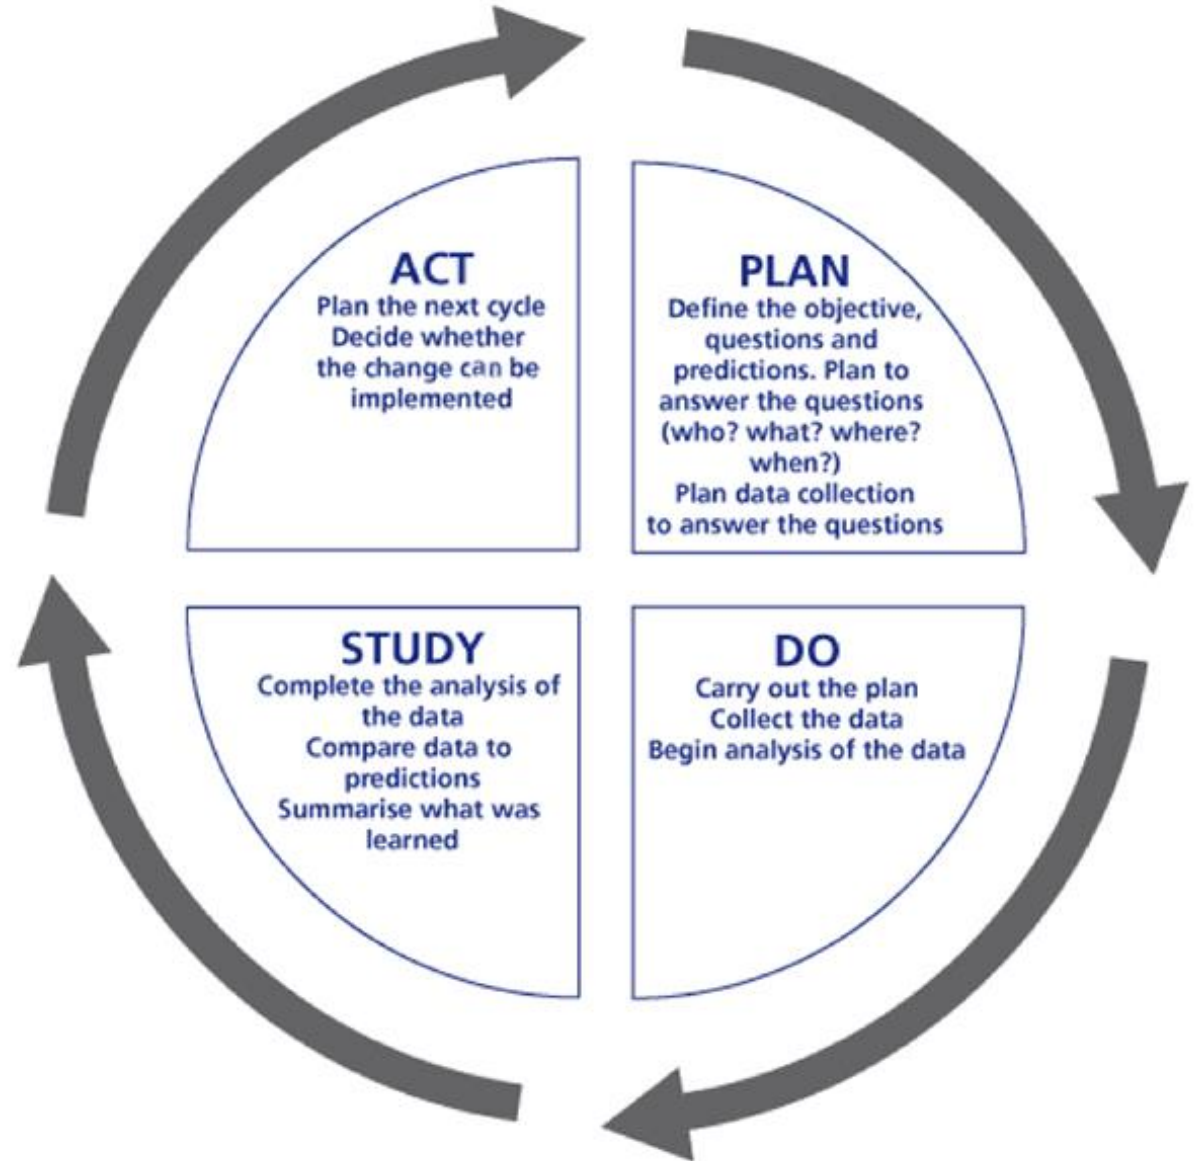 ACT
Plan the next cycle
Decide whether
the change can be
implemented
PLAN
Define the objective,
questions and
predictions. Plan to
answer the questions
(who? what? where?
when?)
Plan data collection
to answer the questions
STUDY
Complete the analysis of
the data
Compare data to
predictions
Summarise what was
learned
DO
Carry out the plan
Collect the data
Begin analysis of the data